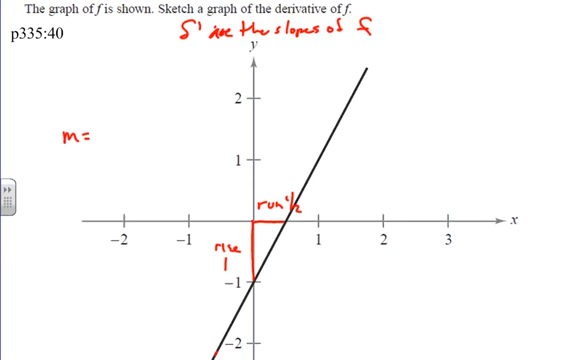 The graph of f is shown. Sketch a graph of the derivative of f.
p335:40
f' are the slopes of f
y
2
m=
1
run 1/2
x
-2 -1 1 2 3
rise
1
-1
-2